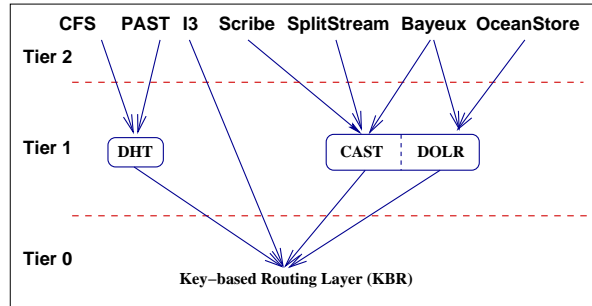 CFS PAST I3 Scribe SplitStream Bayeux OceanStore
Tier 2
Tier 1
DHT CAST DOLR
Tier 0
Key−based Routing Layer (KBR)